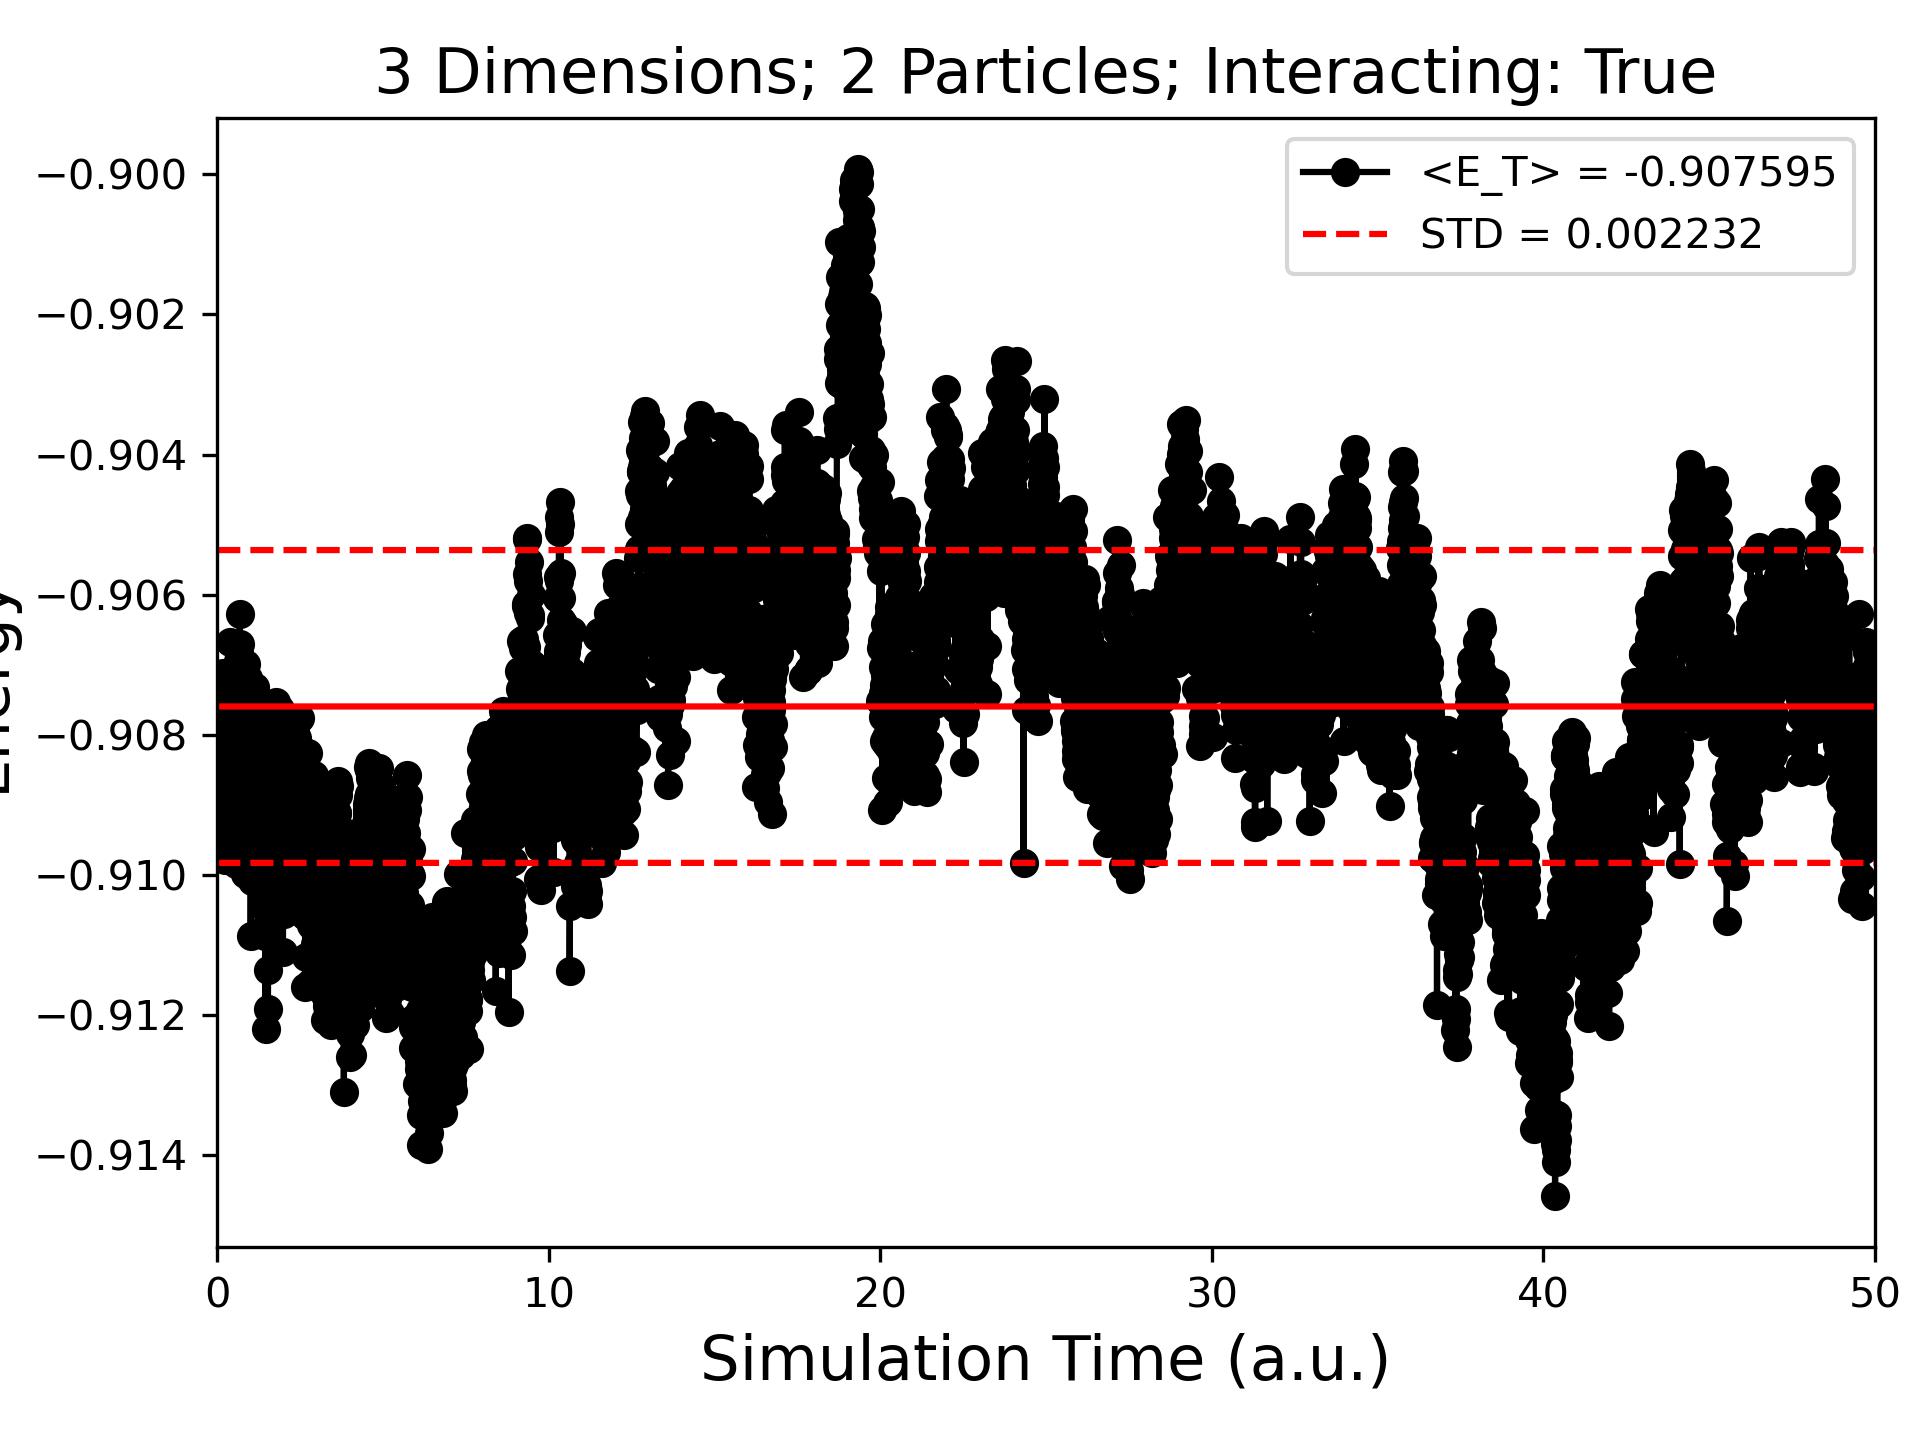 3 Dimensions; 2 Particles; Interacting: True
<E_T> = -0.907595
STD = 0.002232
−0.900
−0.902
−0.904
−0.906
−0.908
−0.910
−0.912
−0.914
0 10 20 30 40 50
Simulation Time (a.u.)
Energy